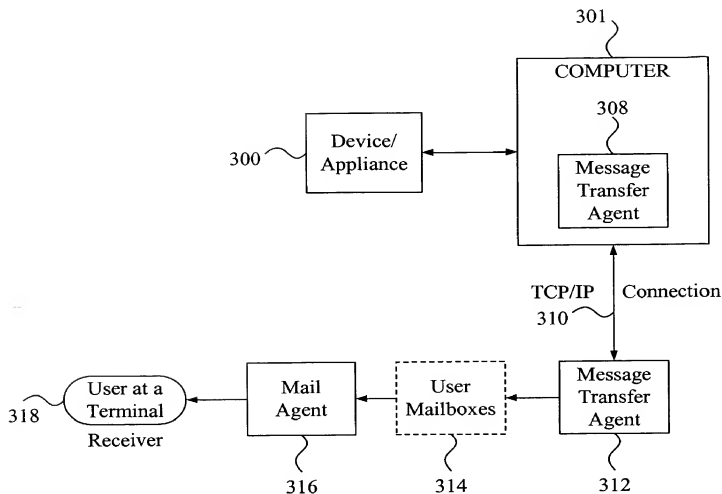 301
COMPUTER
308
Message
Transfer
Agent
300
Device/
Appliance
TCP/IP Connection
310
318
User at a
Terminal
Receiver
Mail
Agent
316
User
Mailboxes
314
Message
Transfer
Agent
312